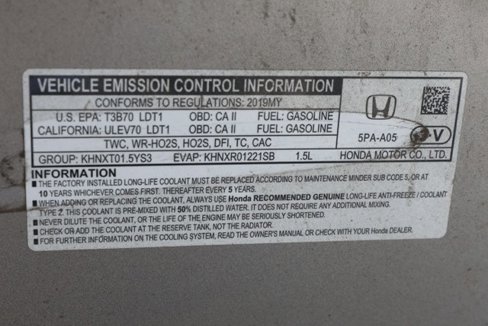 VEHICLE EMISSION CONTROL INFORMATION
CONFORMS TO REGULATIONS: 2019MY
U.S. EPA: T3B70 LDT1 OBD: CA II FUEL: GASOLINE
CALIFORNIA: ULEV70 LDT1 OBD: CA II FUEL: GASOLINE
TWC, WR-HO2S, HO2S, DFI, TC, CAC
5PA-A05 V
GROUP: KHNXT01.5YS3 EVAP: KHNXR01221SB 1.5L HONDA MOTOR CO., LTD.
INFORMATION
■ THE FACTORY INSTALLED LONG-LIFE COOLANT MUST BE REPLACED ACCORDING TO MAINTENANCE MINDER SUB CODE 5, OR AT
10 YEARS WHICHEVER COMES FIRST. THEREAFTER EVERY 5 YEARS.
■ WHEN ADDING OR REPLACING THE COOLANT, ALWAYS USE Honda RECOMMENDED GENUINE LONG-LIFE ANTI-FREEZE / COOLANT
TYPE 2. THIS COOLANT IS PRE-MIXED WITH 50% DISTILLED WATER. IT DOES NOT NEED ADDITIONAL WATER.
■ NEVER DILUTE THE COOLANT, OR THE LIFE OF THE ENGINE MAY BE SERIOUSLY SHORTENED.
■ CHECK OR ADD COOLANT AT THE RESERVE TANK, NOT THE RADIATOR.
■ FOR FURTHER INFORMATION ON THE COOLING SYSTEM, READ THE OWNER'S MANUAL OR CHECK WITH YOUR Honda DEALER.